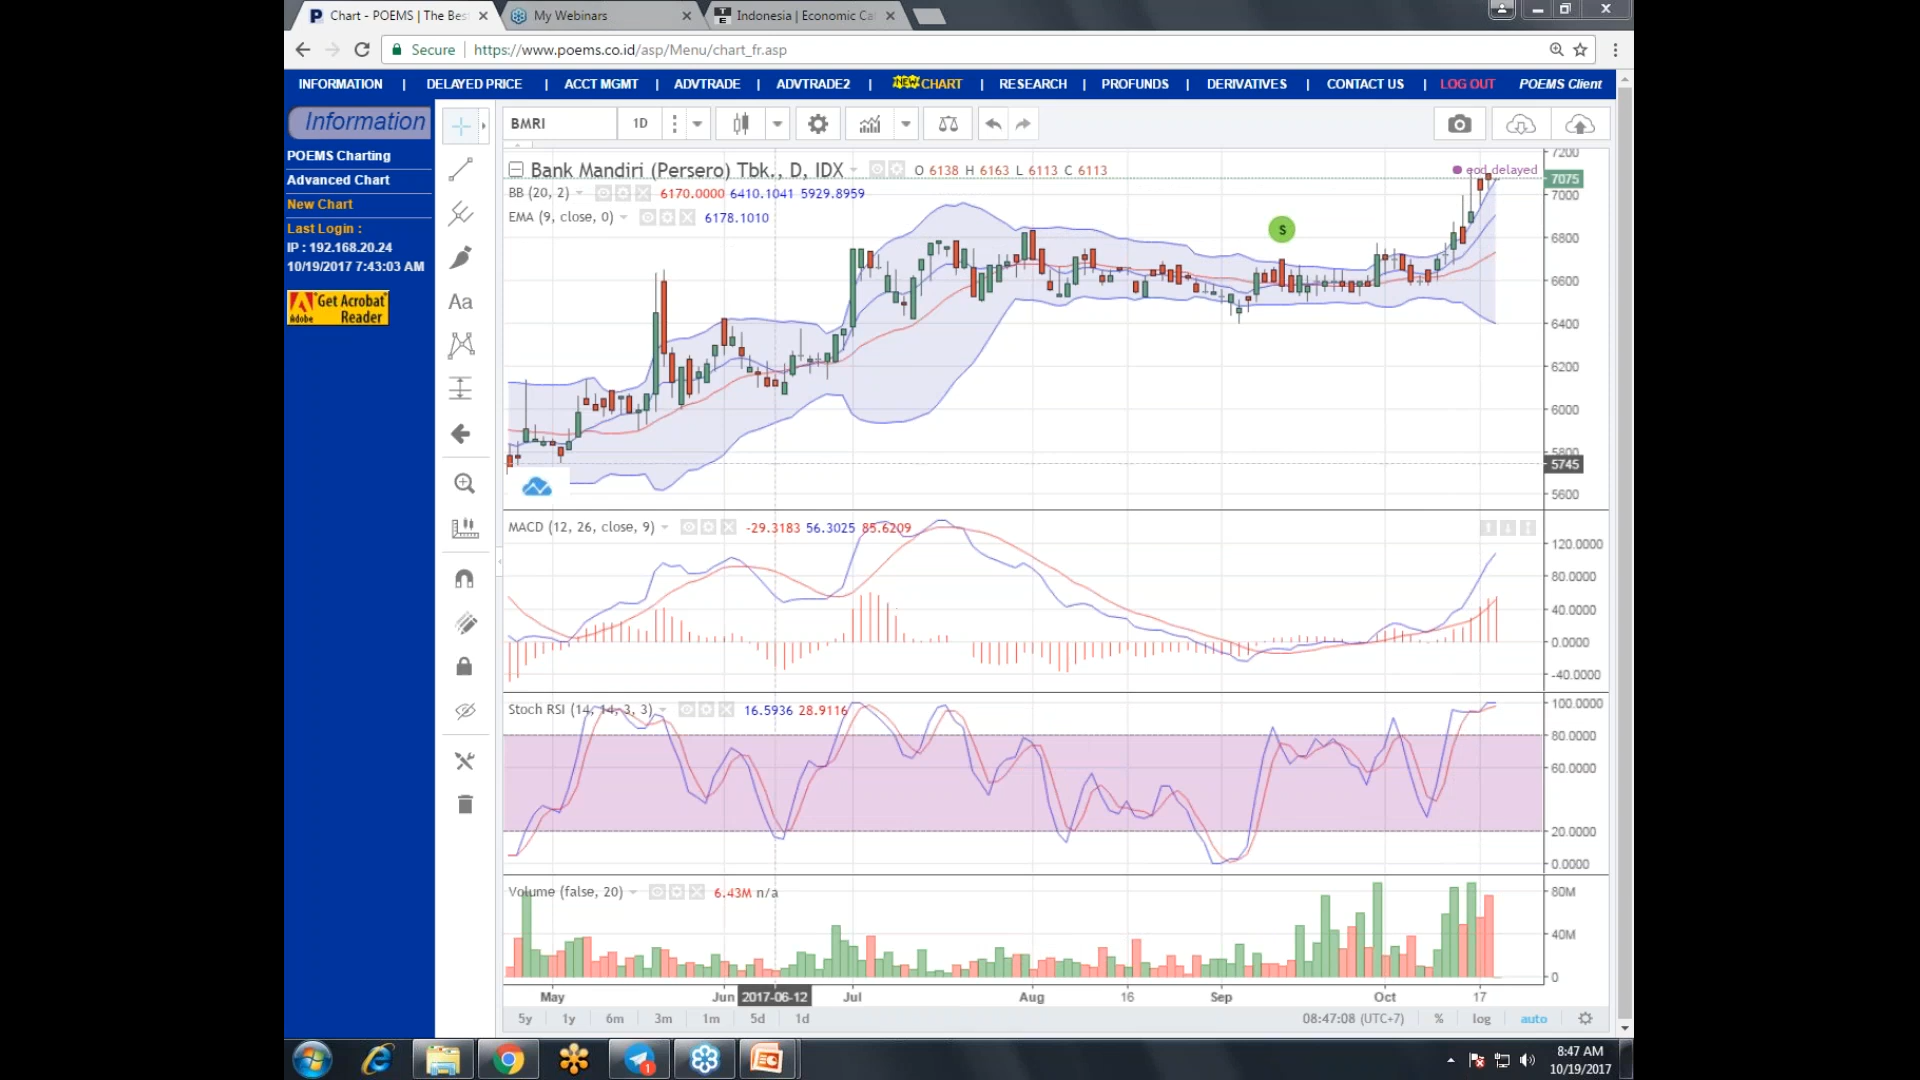 Chart - POEMS | The Bes
My Webinars
Indonesia | Economic Ca
Secure
https://www.poems.co.id/asp/Menu/chart_fr.asp
INFORMATION | DELAYED PRICE | ACCT MGMT | ADVTRADE | ADVTRADE2 | NEW CHART | RESEARCH | PROFUNDS | DERIVATIVES | CONTACT US | LOG OUT POEMS Client
Information
POEMS Charting
Advanced Chart
New Chart
Last Login :
IP : 192.168.20.24
10/19/2017 7:43:03 AM
Get Acrobat
Adobe Reader
BMRI 1D
Aa
Bank Mandiri (Persero) Tbk., D, IDX O 6138 H 6163 L 6113 C 6113
eod delayed
BB (20, 2) 6170.0000 6410.1041 5929.8959
EMA (9, close, 0) 6178.1010
S
7200
7075
7000
6800
6600
6400
6200
6000
5800
5745
5600
MACD (12, 26, close, 9) -29.3183 56.3025 85.6209
120.0000
80.0000
40.0000
0.0000
-40.0000
Stoch RSI (14, 14, 3, 3) 16.5936 28.9116
100.0000
80.0000
60.0000
20.0000
0.0000
Volume (false, 20) 6.43M n/a
80M
40M
0
May Jun 2017-06-12 Jul Aug 16 Sep Oct 17
5y 1y 6m 3m 1m 5d 1d 08:47:08 (UTC+7) % log auto
1
8:47 AM
10/19/2017